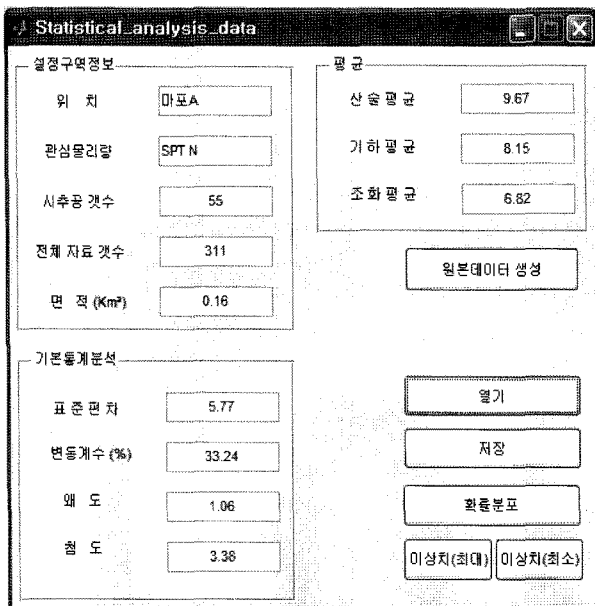 Statistical_analysis_data
설정구역정보
위 치 마포A
관심물리량 SPT N
시추공 갯수 55
전체 자료 갯수 311
면 적 (Km²) 0.16
평 균
산 술 평 균 9.67
기 하 평 균 8.15
조 화 평 균 6.82
원본데이터 생성
기본통계분석
표 준 편 차 5.77
변동계수 (%) 33.24
왜 도 1.06
첨 도 3.38
열기
저장
확률분포
이상치(최대) 이상치(최소)